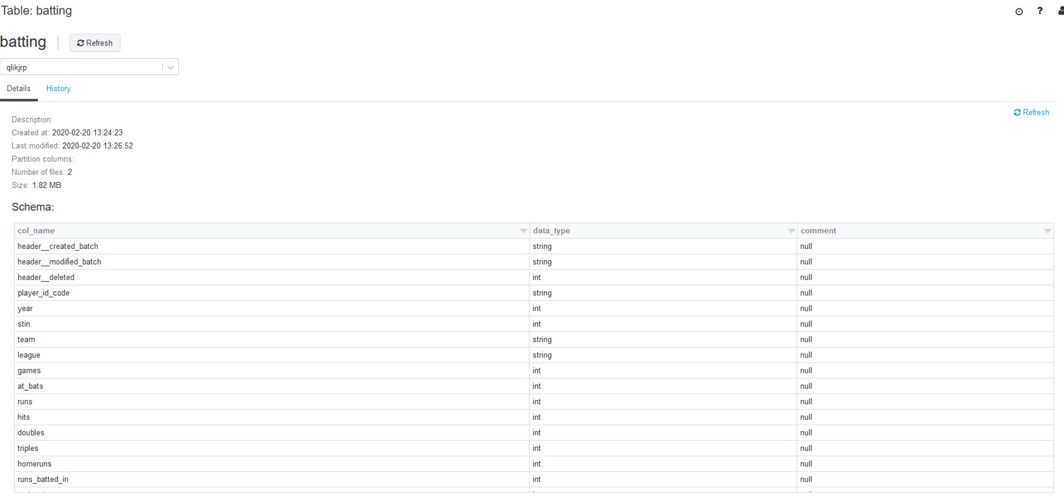 Table: batting
?
batting
Refresh
qlikjrp
Details History
Refresh
Description:
Created at: 2020-02-20 13:24:23
Last modified: 2020-02-20 13:26:52
Partition columns:
Number of files: 2
Size: 1.82 MB
Schema:
col_name data_type comment
header__created_batch string null
header__modified_batch string null
header__deleted int null
player_id_code string null
year int null
stin int null
team string null
league string null
games int null
at_bats int null
runs int null
hits int null
doubles int null
triples int null
homeruns int null
runs_batted_in int null